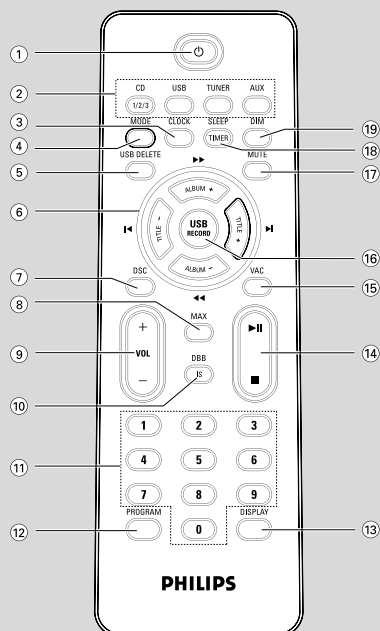 1
2
CD USB TUNER AUX
1/2/3
3
MODE CLOCK SLEEP DIM
TIMER
19
4
18
5
USB DELETE
MUTE
17
▶▶
6
ALBUM +
TITLE -
USB
RECORD
TITLE +
ALBUM -
16
◀◀
7
DSC
VAC
15
8
MAX
+
VOL
-
9
▶II
■
14
DBB
IS
10
1 2 3
4 5 6
11
7 8 9
PROGRAM
0
DISPLAY
12
13
PHILIPS